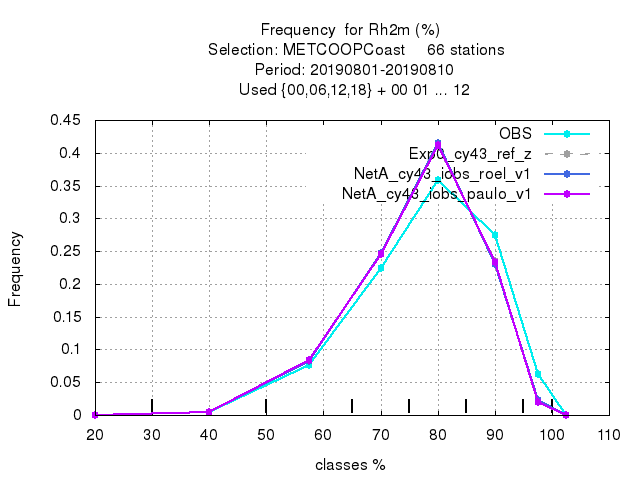 Frequency for Rh2m (%)
Selection: METCOOPCoast 66 stations
Period: 20190801-20190810
Used {00,06,12,18} + 00 01 ... 12
OBS
Exp0_cy43_ref_z
NetA_cy43_iobs_roel_v1
NetA_cy43_iobs_paulo_v1
0.45
0.4
0.35
0.3
0.25
0.2
0.15
0.1
0.05
0
Frequency
20 30 40 50 60 70 80 90 100 110
classes %